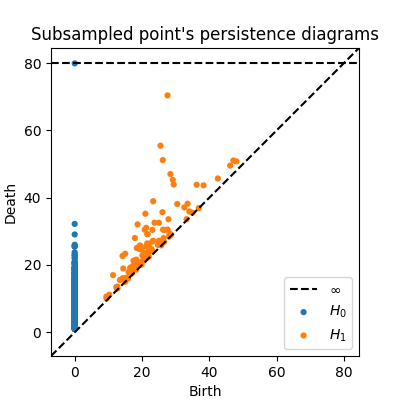 Subsampled point's persistence diagrams
80
60
40
20
0
Death
∞
H₀
H₁
0 20 40 60 80
Birth